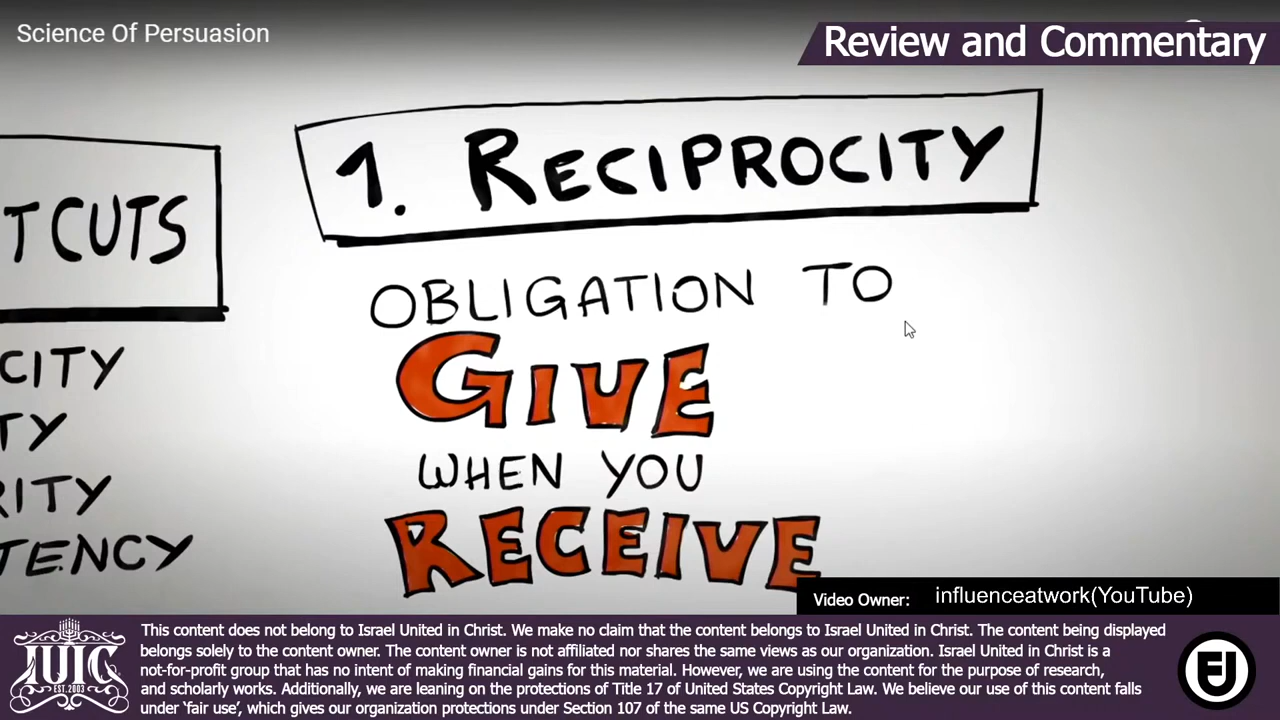 Science Of Persuasion
Review and Commentary
1. RECIPROCITY
TCUTS
OBLIGATION TO
GIVE
WHEN YOU
RECEIVE
CITY
TY
RITY
TENCY
Video Owner: influenceatwork(YouTube)
This content does not belong to Israel United in Christ. We make no claim that the content belongs to Israel United in Christ. The content being displayed
belongs solely to the content owner. The content owner is not affiliated nor shares the same views as our organization. Israel United in Christ is a
not-for-profit group that has no intent of making financial gains for this material. However, we are using the content for the purpose of research,
and scholarly works. Additionally, we are leaning on the protections of Title 17 of United States Copyright Law. We believe our use of this content falls
under 'fair use', which gives our organization protections under Section 107 of the same US Copyright Law.
IUIC
EST. 2003